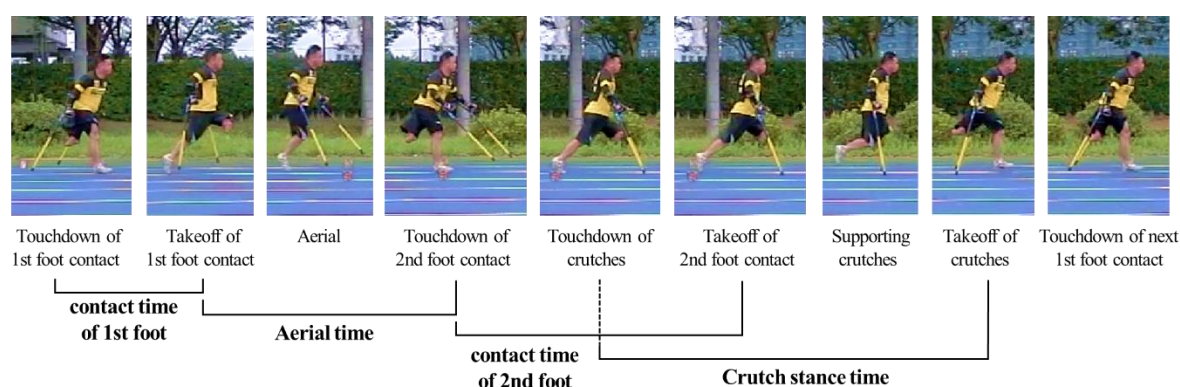 Touchdown of
1st foot contact
Takeoff of
1st foot contact
Aerial
Touchdown of
2nd foot contact
Touchdown of
crutches
Takeoff of
2nd foot contact
Supporting
crutches
Takeoff of
crutches
Touchdown of next
1st foot contact
contact time
of 1st foot
Aerial time
contact time
of 2nd foot
Crutch stance time